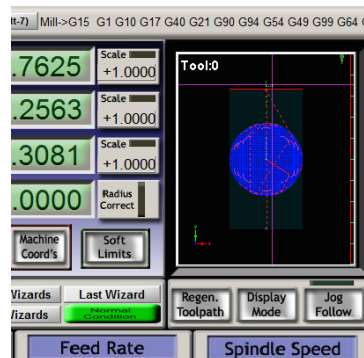 lt-7) Mill->G15 G1 G10 G17 G40 G21 G90 G94 G54 G49 G99 G64
Scale
.7625 +1.0000
Tool:0
Scale
.2563 +1.0000
Scale
.3081 +1.0000
.0000 Radius Correct
Machine Coord's
Soft Limits
Wizards Last Wizard
Wizards Normal Condition
Regen. Toolpath
Display Mode
Jog Follow
Feed Rate Spindle Speed